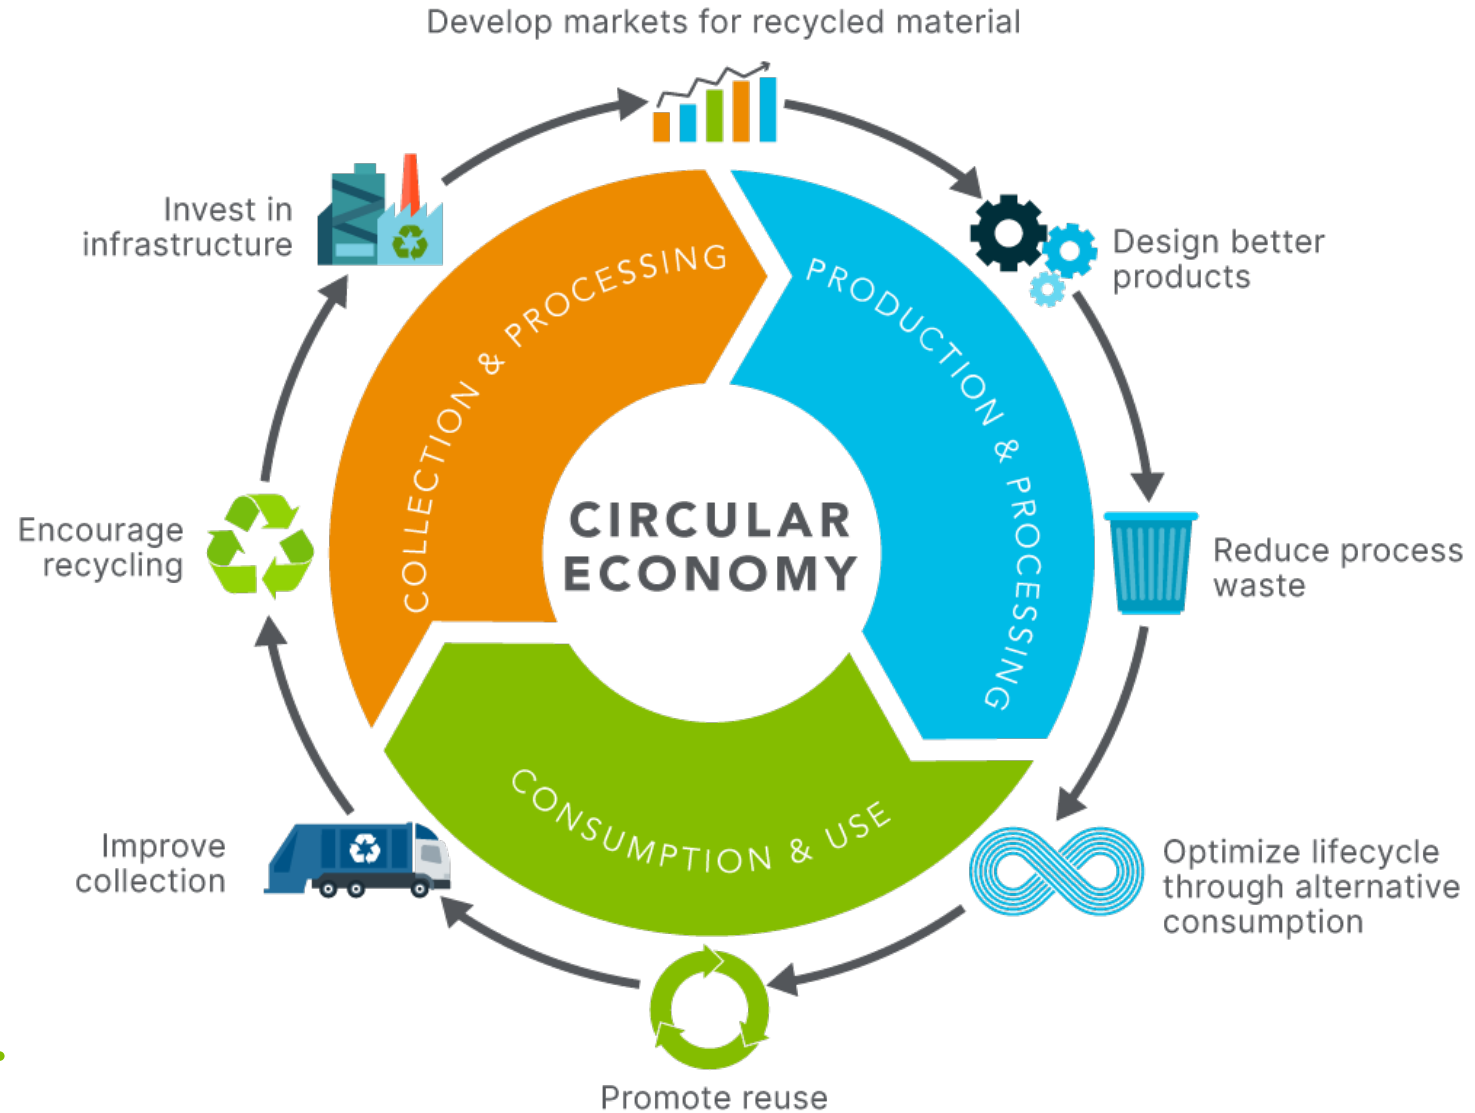 Develop markets for recycled material
Invest in
infrastructure
Design better
products
COLLECTION & PROCESSING
PRODUCTION & PROCESSING
CIRCULAR
ECONOMY
Encourage
recycling
Reduce process
waste
CONSUMPTION & USE
Improve
collection
Optimize lifecycle
through alternative
consumption
Promote reuse